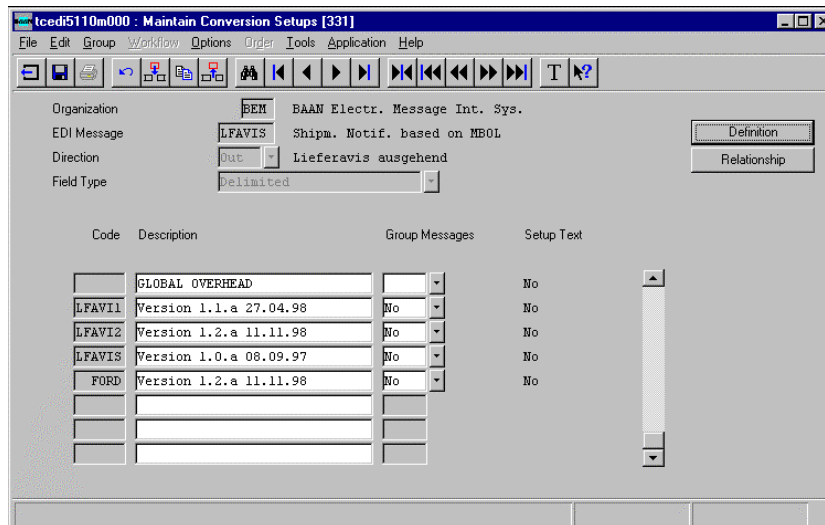 BAAN tcedi5110m000 : Maintain Conversion Setups [331]
File Edit Group Workflow Options Order Tools Application Help
T ?
Organization BEM BAAN Electr. Message Int. Sys.
EDI Message LFAVIS Shipm. Notif. based on MBOL Definition
Direction Out Lieferavis ausgehend Relationship
Field Type Delimited
Code Description Group Messages Setup Text
GLOBAL OVERHEAD No
LFAVI1 Version 1.1.a 27.04.98 No No
LFAVI2 Version 1.2.a 11.11.98 No No
LFAVIS Version 1.0.a 08.09.97 No No
FORD Version 1.2.a 11.11.98 No No